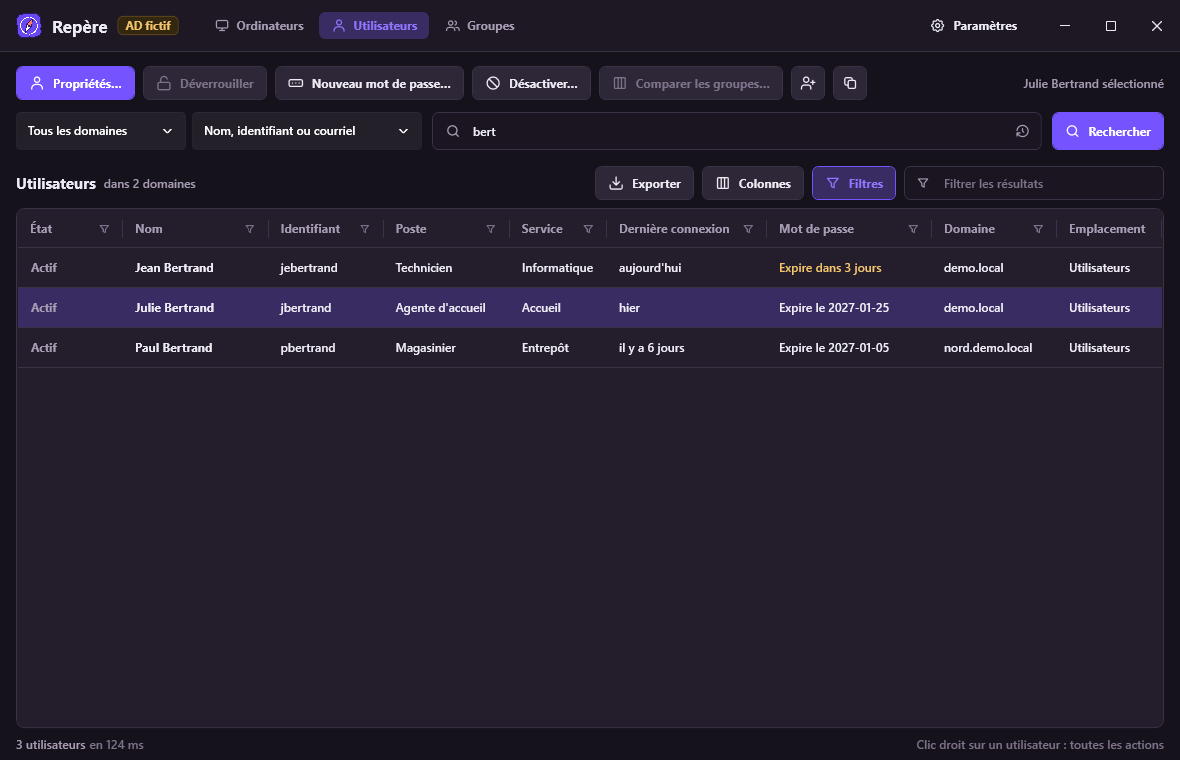 Repère AD fictif Ordinateurs Utilisateurs Groupes Paramètres
Propriétés... Déverrouiller Nouveau mot de passe... Désactiver... Comparer les groupes... Julie Bertrand sélectionné
Tous les domaines Nom, identifiant ou courriel bert Rechercher
Utilisateurs dans 2 domaines Exporter Colonnes Filtres Filtrer les résultats
État Nom Identifiant Poste Service Dernière connexion Mot de passe Domaine Emplacement
Actif Jean Bertrand jebertrand Technicien Informatique aujourd'hui Expire dans 3 jours demo.local Utilisateurs
Actif Julie Bertrand jbertrand Agente d'accueil Accueil hier Expire le 2027-01-25 demo.local Utilisateurs
Actif Paul Bertrand pbertrand Magasinier Entrepôt il y a 6 jours Expire le 2027-01-05 nord.demo.local Utilisateurs
3 utilisateurs en 124 ms Clic droit sur un utilisateur : toutes les actions